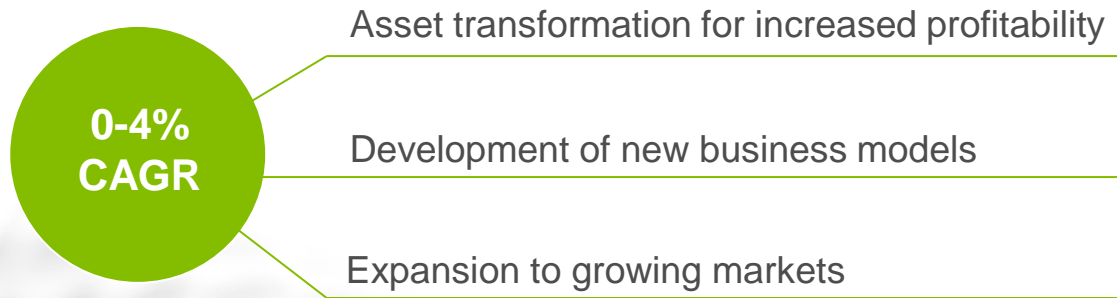 Asset transformation for increased profitability
0-4%
CAGR
Development of new business models
Expansion to growing markets